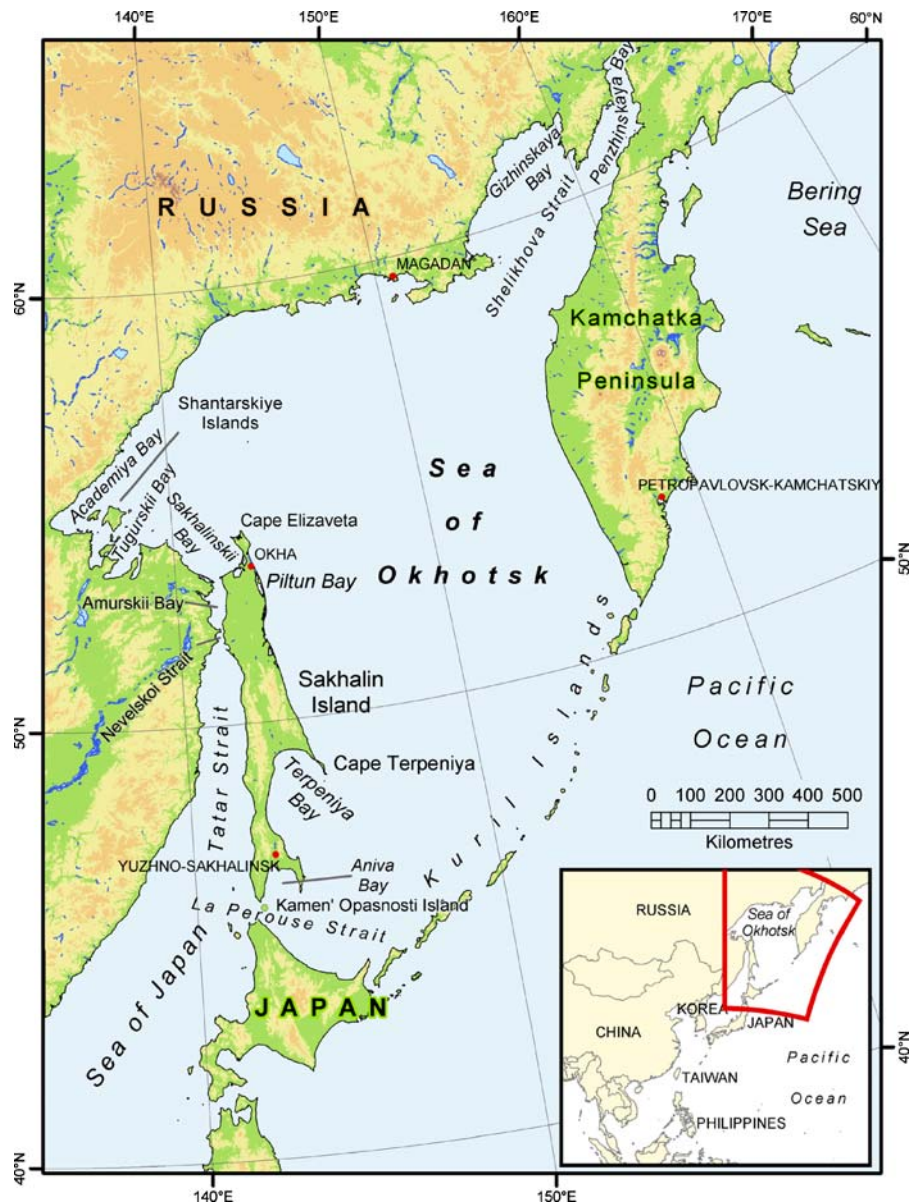 140°E
150°E
160°E
170°E
60°N
RUSSIA
Gizhinskaya
Bay
Shelikhova Strait
Penzhinskaya Bay
Bering
Sea
MAGADAN
60°N
Kamchatka
Peninsula
Shantarskiye
Islands
Academiya Bay
Tugurskii Bay
Sakhalinskii
Bay
Sea
of
Okhotsk
PETROPAVLOVSK-KAMCHATSKIY
Cape Elizaveta
OKHA
Piltun Bay
50°N
Amurskii Bay
Nevelskoi Strait
Sakhalin
Island
Kuril Islands
Pacific
Ocean
50°N
Tatar Strait
Cape Terpeniya
Terpeniya
Bay
0 100 200 300 400 500
Kilometres
YUZHNO-SAKHALINSK
Aniva
Bay
Kamen' Opasnosti Island
La Perouse Strait
Sea of Japan
JAPAN
RUSSIA
Sea of
Okhotsk
KOREA
JAPAN
CHINA
Pacific
Ocean
TAIWAN
PHILIPPINES
40°N
40°N
140°E
150°E